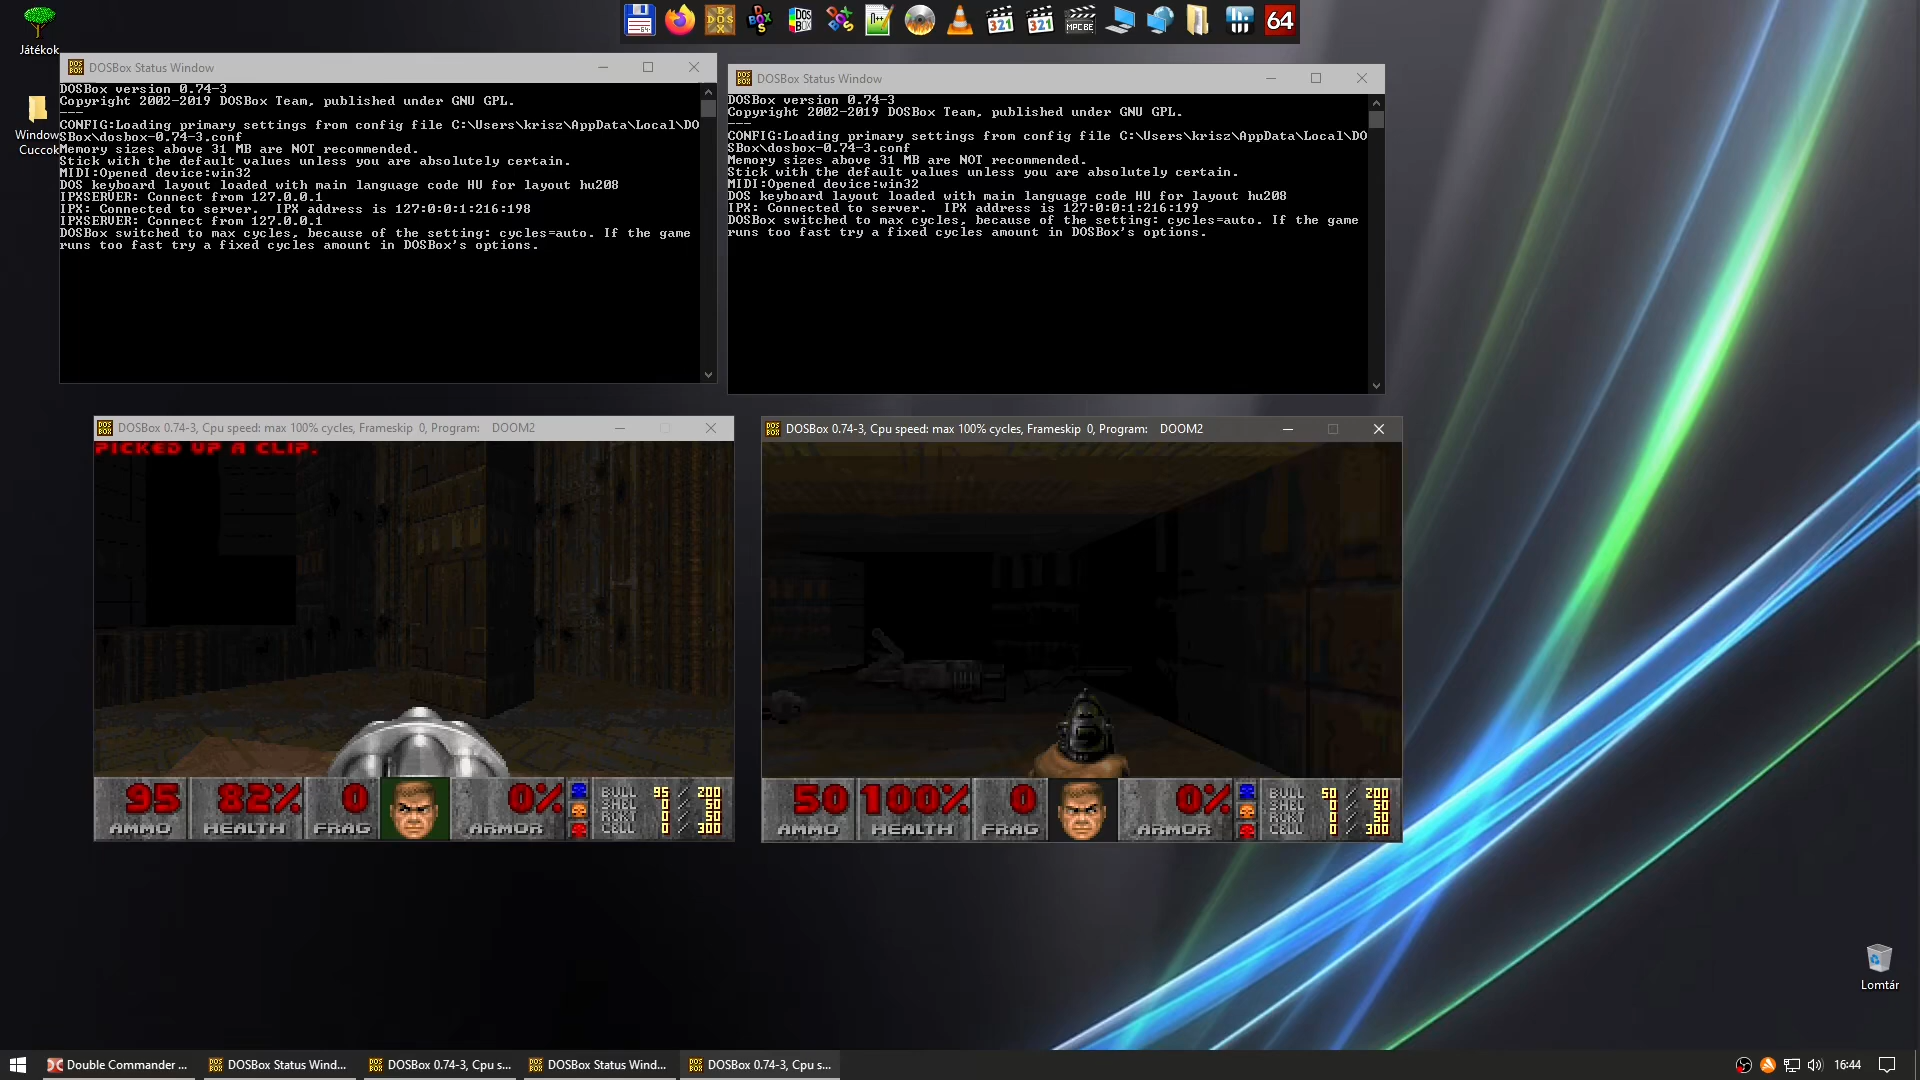 Játékok
Windows
Cuccok
DOSBox Status Window
DOSBox version 0.74-3
Copyright 2002-2019 DOSBox Team, published under GNU GPL.
---
CONFIG:Loading primary settings from config file C:\Users\krisz\AppData\Local\DO
SBox\dosbox-0.74-3.conf
Memory sizes above 31 MB are NOT recommended.
Stick with the default values unless you are absolutely certain.
MIDI:Opened device:win32
DOS keyboard layout loaded with main language code HU for layout hu208
IPXSERVER: Connect from 127.0.0.1
IPX: Connected to server.  IPX address is 127:0:0:1:216:198
IPXSERVER: Connect from 127.0.0.1
DOSBox switched to max cycles, because of the setting: cycles=auto. If the game
runs too fast try a fixed cycles amount in DOSBox's options.
DOSBox Status Window
DOSBox version 0.74-3
Copyright 2002-2019 DOSBox Team, published under GNU GPL.
---
CONFIG:Loading primary settings from config file C:\Users\krisz\AppData\Local\DO
SBox\dosbox-0.74-3.conf
Memory sizes above 31 MB are NOT recommended.
Stick with the default values unless you are absolutely certain.
MIDI:Opened device:win32
DOS keyboard layout loaded with main language code HU for layout hu208
IPX: Connected to server.  IPX address is 127:0:0:1:216:199
DOSBox switched to max cycles, because of the setting: cycles=auto. If the game
runs too fast try a fixed cycles amount in DOSBox's options.
DOSBox 0.74-3, Cpu speed: max 100% cycles, Frameskip  0, Program:    DOOM2
PICKED UP A CLIP.
95 82% 0 0%
AMMO HEALTH FRAG ARMOR
BULL 95 / 200
SHEL 0 / 50
RCKT 0 / 50
CELL 0 / 300
DOSBox 0.74-3, Cpu speed: max 100% cycles, Frameskip  0, Program:    DOOM2
50 100% 0 0%
AMMO HEALTH FRAG ARMOR
BULL 50 / 200
SHEL 0 / 50
RCKT 0 / 50
CELL 0 / 300
Lomtár
Double Commander ...
DOSBox Status Wind...
DOSBox 0.74-3, Cpu s...
DOSBox Status Wind...
DOSBox 0.74-3, Cpu s...
16:44
64
321
321
MPCBE